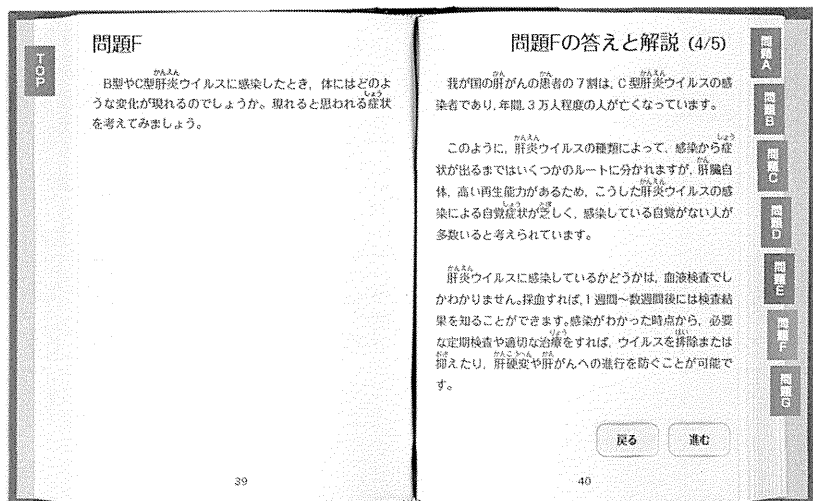 TOP
問題F
B型やC型肝炎ウイルスに感染したとき、体にはどのよ
うな変化が現れるのでしょうか。現れると思われる症状
を考えてみましょう。
39
問題Fの答えと解説 (4/5)
我が国の肝がんの患者の7割は、C型肝炎ウイルスの感
染者であり、年間、3万人程度の人が亡くなっています。
このように、肝炎ウイルスの種類によって、感染から症
状が出るまではいくつかのルートに分かれますが、肝臓自
体、高い再生能力があるため、こうした肝炎ウイルスの感
染による自覚症状が乏しく、感染している自覚がない人が
多数いると考えられています。
肝炎ウイルスに感染しているかどうかは、血液検査でし
かわかりません。採血すれば、1週間〜数週間後には検査結
果を知ることができます。感染がわかった時点から、必要
な定期検査や適切な治療をすれば、ウイルスを排除または
抑えたり、肝硬変や肝がんへの進行を防ぐことが可能で
す。
戻る
進む
40
問題A
問題B
問題C
問題D
問題E
問題F
問題G